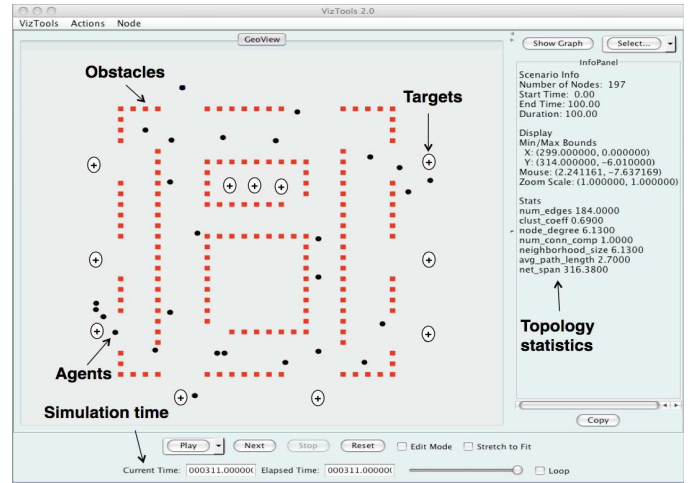 VizTools 2.0
VizTools Actions Node
GeoView
Show Graph
Select...
InfoPanel
Scenario Info
Number of Nodes: 197
Start Time: 0.00
End Time: 100.00
Duration: 100.00
Display
Min/Max Bounds
X: (299.000000, 0.000000)
Y: (314.000000, -6.010000)
Mouse: (2.241161, -7.637169)
Zoom Scale: (1.000000, 1.000000)
Stats
num_edges 184.0000
clust_coeff 0.6900
node_degree 6.1300
num_conn_comp 1.0000
neighborhood_size 6.1300
avg_path_length 2.7000
net_span 316.3800
Obstacles
Targets
Agents
Simulation time
Topology
statistics
Copy
Play
Next
Stop
Reset
Edit Mode
Stretch to Fit
Current Time: 000311.00000(
Elapsed Time: 000311.00000(
Loop